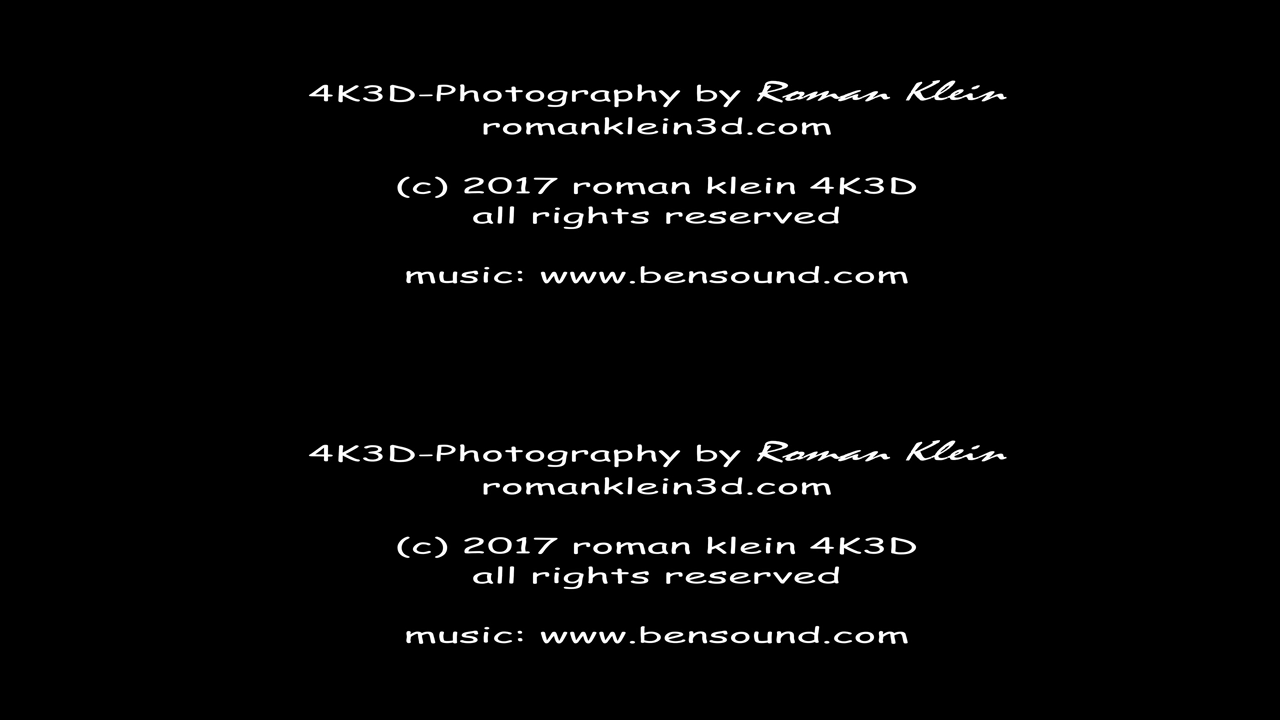 4K3D-Photography by Roman Klein
romanklein3d.com
(c) 2017 roman klein 4K3D
all rights reserved
music: www.bensound.com
4K3D-Photography by Roman Klein
romanklein3d.com
(c) 2017 roman klein 4K3D
all rights reserved
music: www.bensound.com